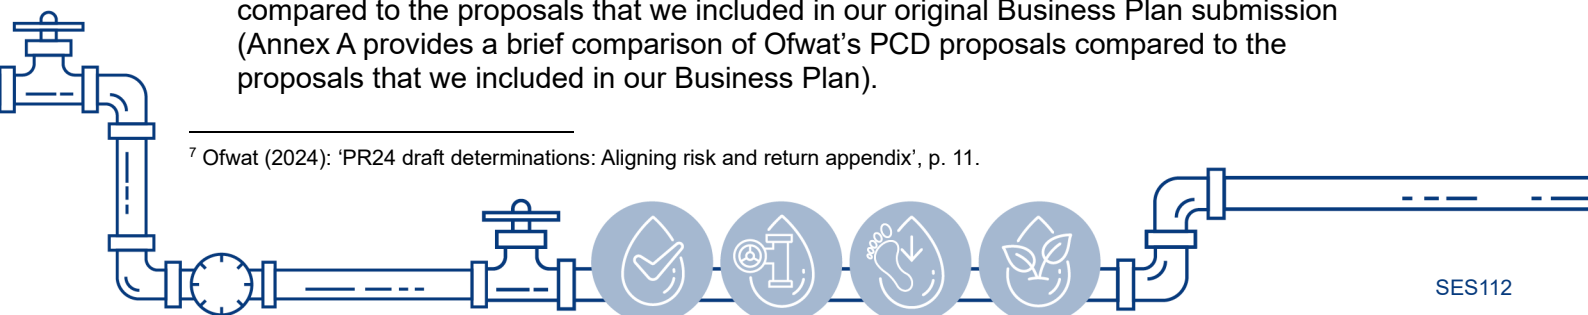 compared to the proposals that we included in our original Business Plan submission
(Annex A provides a brief comparison of Ofwat’s PCD proposals compared to the
proposals that we included in our Business Plan).
7 Ofwat (2024): ‘PR24 draft determinations: Aligning risk and return appendix’, p. 11.
SES112